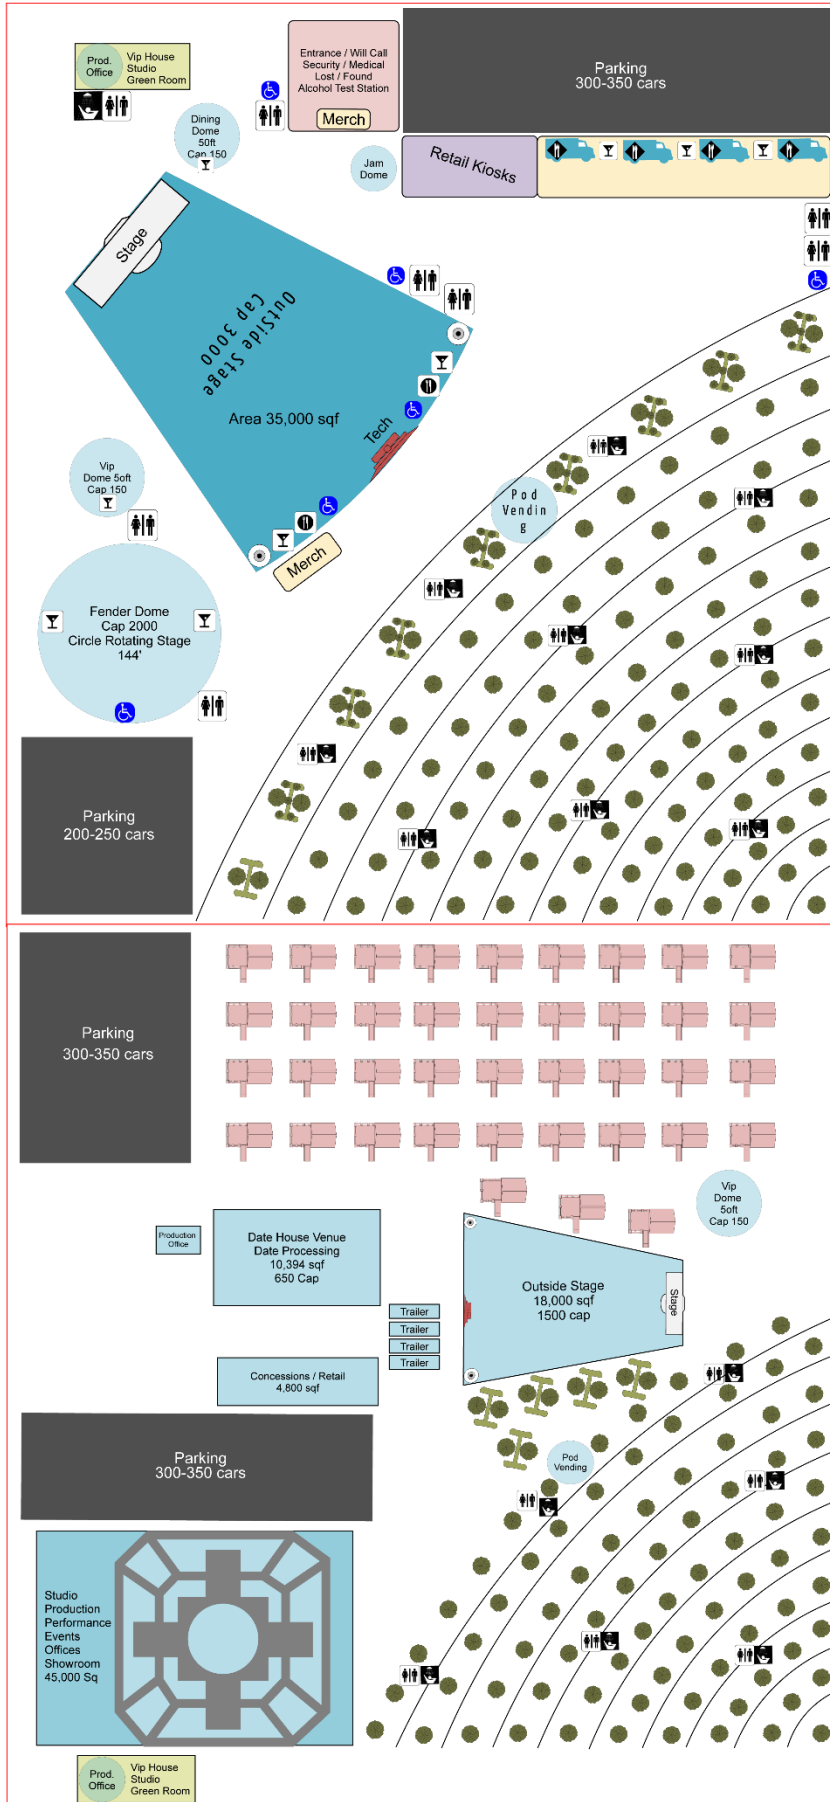 Prod.
Office
Vip House
Studio
Green Room
Entrance / Will Call
Security / Medical
Lost / Found
Alcohol Test Station
Merch
Parking
300-350 cars
Dining
Dome
50ft
Cap 150
Jam
Dome
Retail Kiosks
Stage
OutSide Stage
Cap 3000
Area 35,000 sqf
Tech
Vip
Dome 5oft
Cap 150
Pod
Vendin
g
Merch
Fender Dome
Cap 2000
Circle Rotating Stage
144'
Parking
200-250 cars
Parking
300-350 cars
Vip
Dome
5oft
Cap 150
Production
Office
Date House Venue
Date Processing
10,394 sqf
650 Cap
Outside Stage
18,000 sqf
1500 cap
Stage
Trailer
Trailer
Trailer
Trailer
Concessions / Retail
4,800 sqf
Parking
300-350 cars
Pod
Vending
Studio
Production
Performance
Events
Offices
Showroom
45,000 Sq
Prod.
Office
Vip House
Studio
Green Room